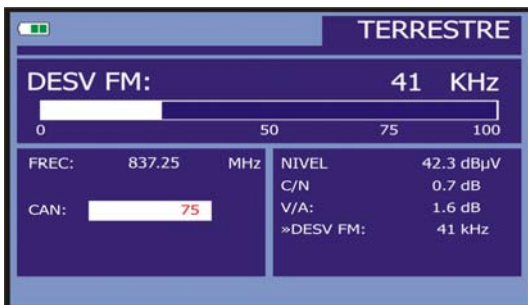 TERRESTRE
DESV FM: 41 KHz
0 50 75 100
FREC: 837.25 MHz
CAN: 75
NIVEL 42.3 dBµV
C/N 0.7 dB
V/A: 1.6 dB
»DESV FM: 41 kHz